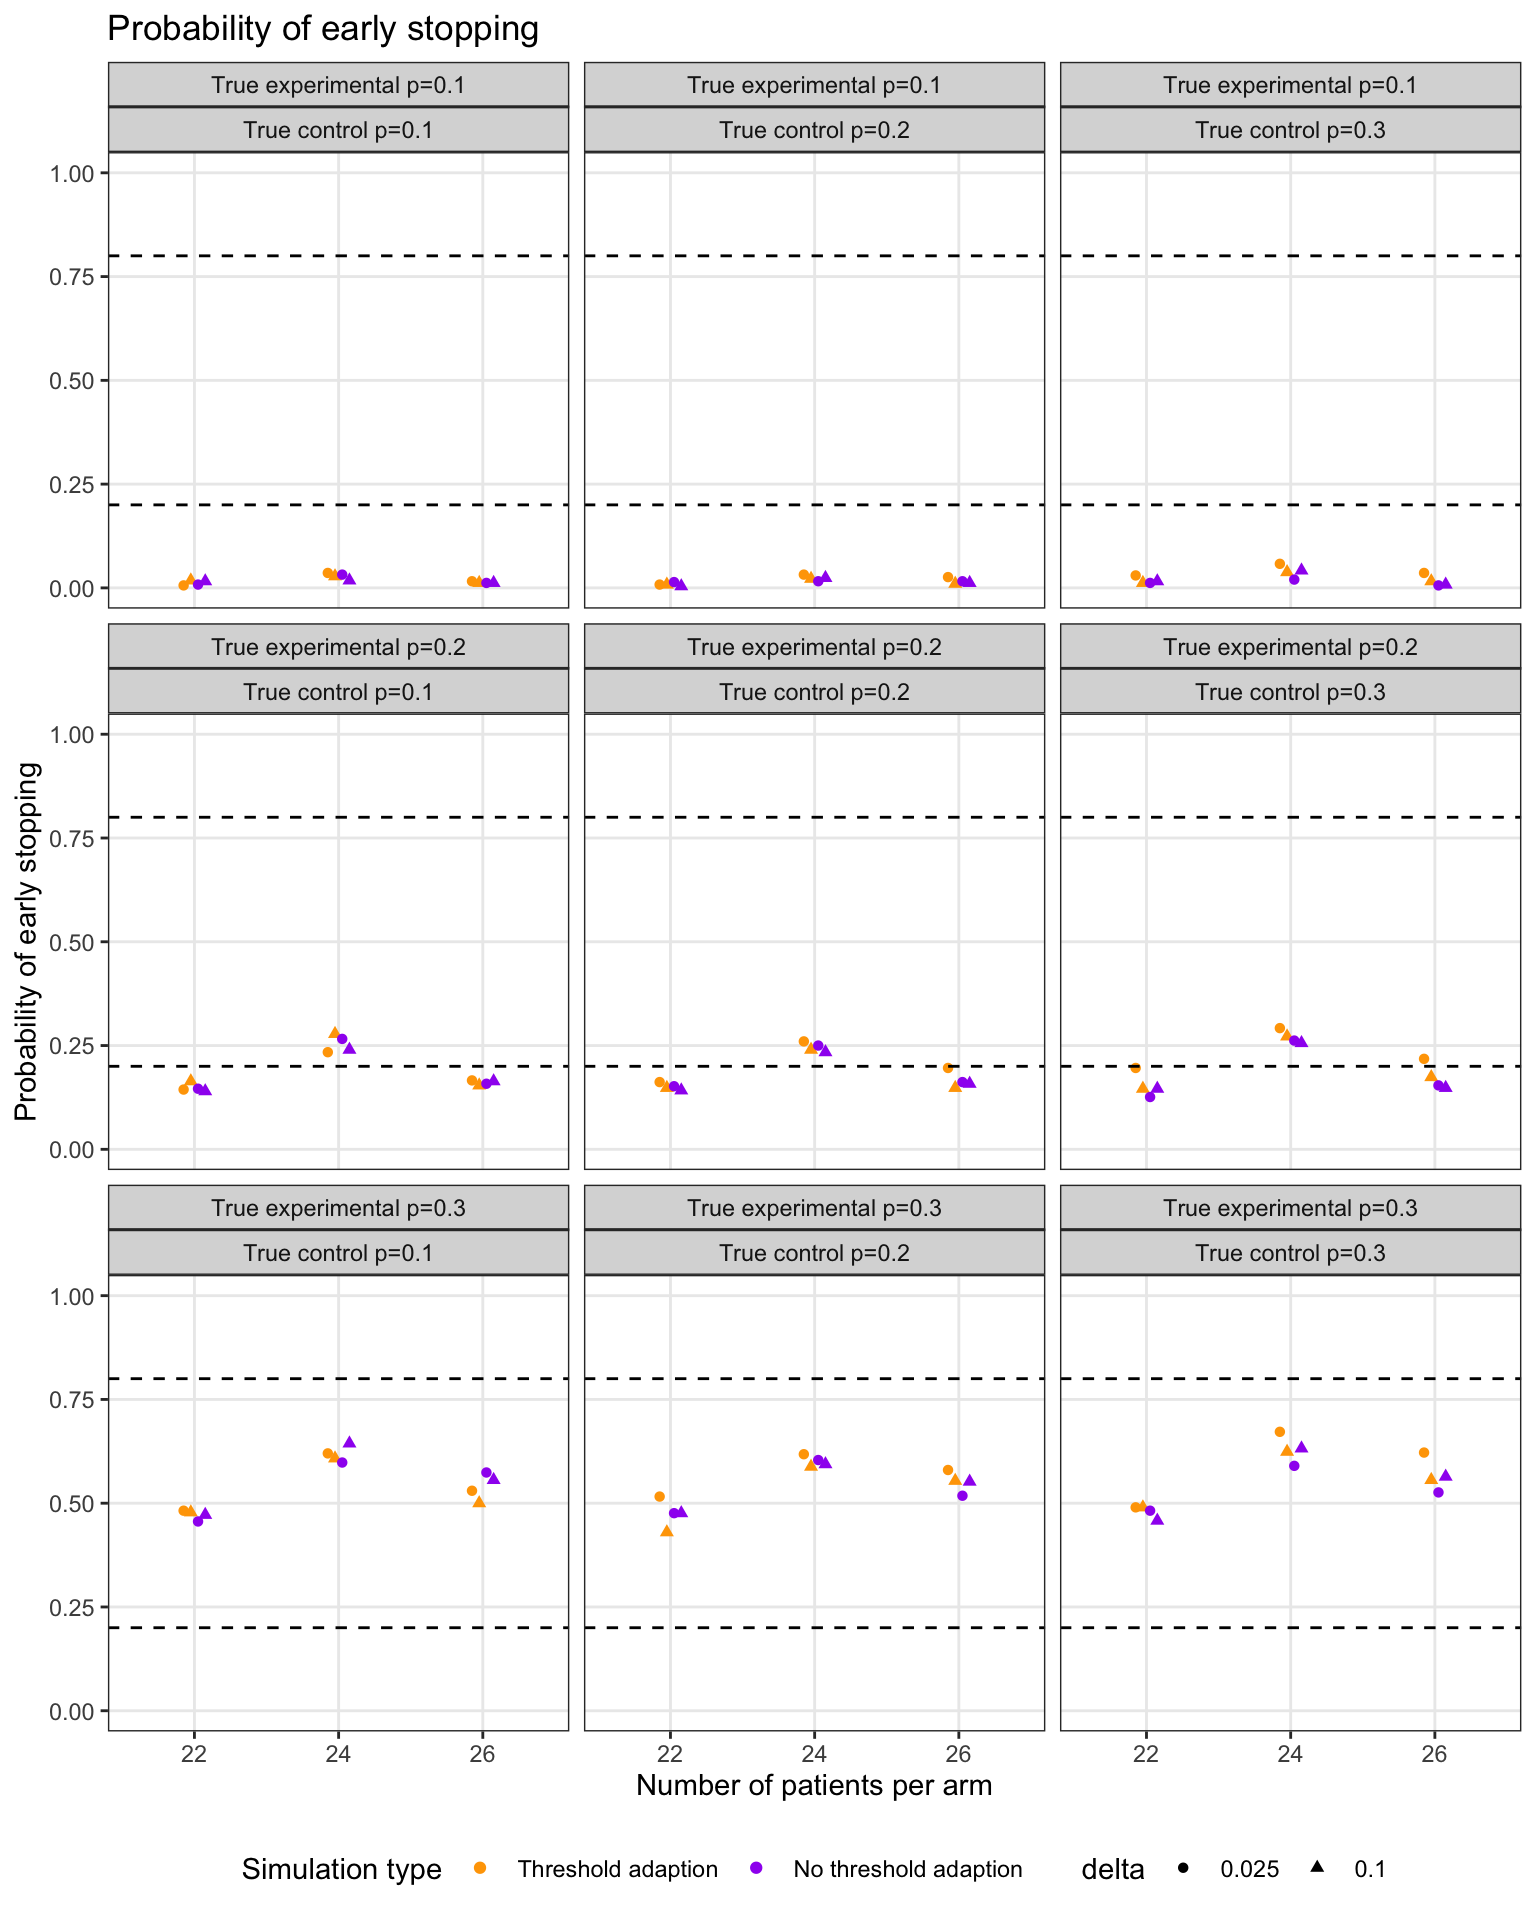 Probability of early stopping
True experimental p=0.1
True experimental p=0.1
True experimental p=0.1
True control p=0.1
True control p=0.2
True control p=0.3
1.00
0.75
0.50
0.25
0.00
True experimental p=0.2
True experimental p=0.2
True experimental p=0.2
True control p=0.1
True control p=0.2
True control p=0.3
1.00
0.75
0.50
0.25
0.00
Probability of early stopping
True experimental p=0.3
True experimental p=0.3
True experimental p=0.3
True control p=0.1
True control p=0.2
True control p=0.3
1.00
0.75
0.50
0.25
0.00
22 24 26
22 24 26
22 24 26
Number of patients per arm
Simulation type Threshold adaption No threshold adaption delta 0.025 0.1